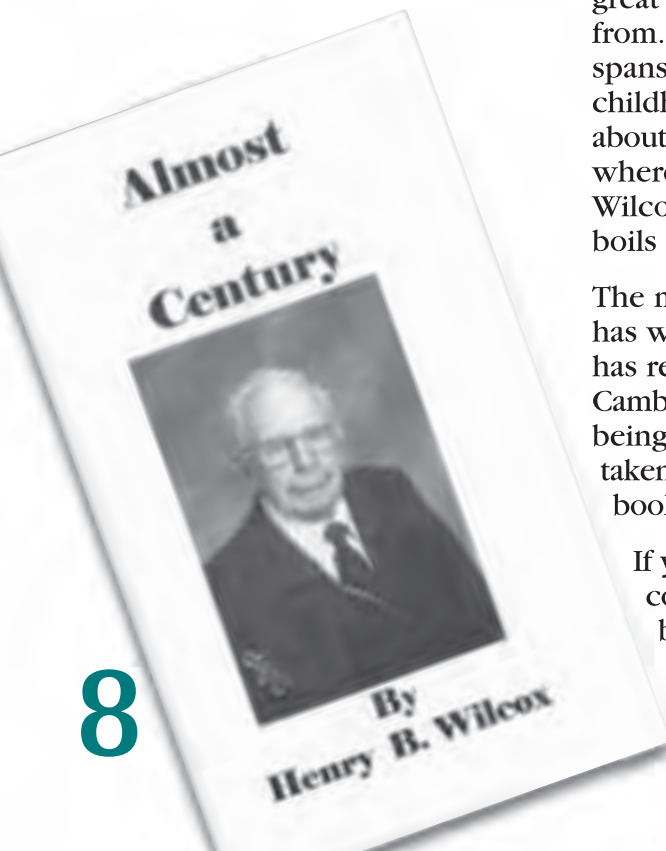 Almost
a
Century
By
Henry B. Wilcox
8
great
from.
spans
childh
about
where
Wilco
boils
The
has w
has re
Camb
being
taken
book
If y
co
b